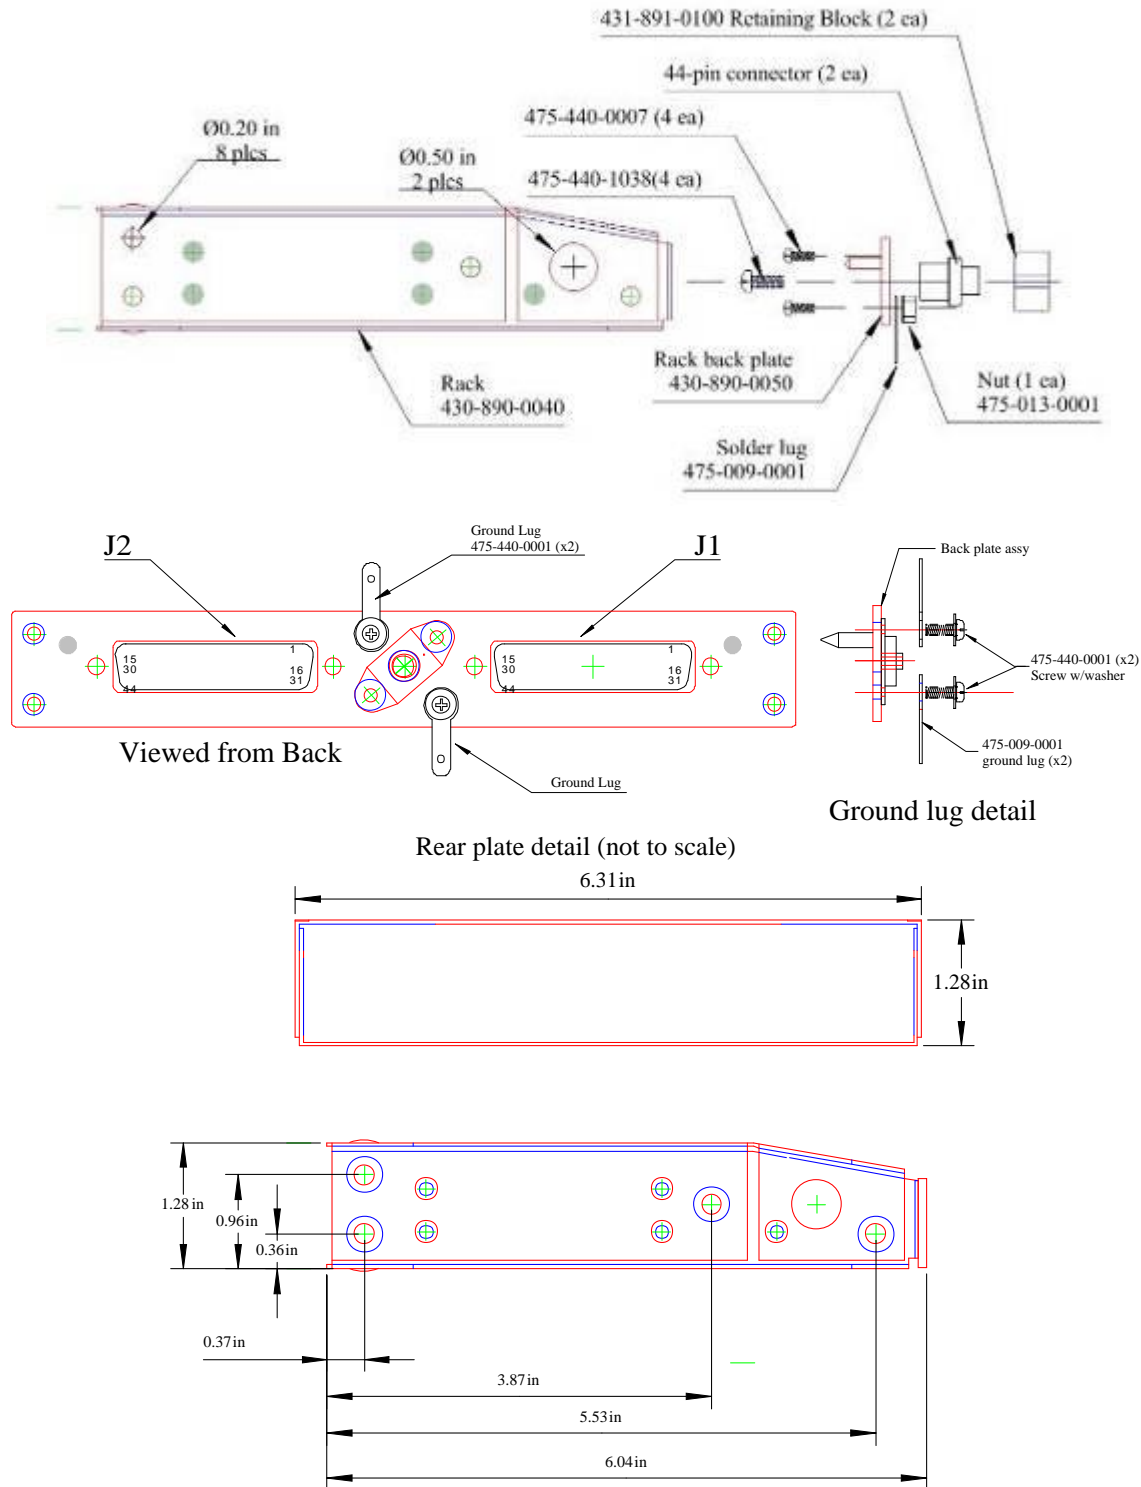 431-891-0100 Retaining Block (2 ea)
44-pin connector (2 ea)
475-440-0007 (4 ea)
Ø0.20 in
8 plcs
Ø0.50 in
2 plcs
475-440-1038(4 ea)
Rack back plate
430-890-0050
Rack
430-890-0040
Nut (1 ea)
475-013-0001
Solder lug
475-009-0001
Ground Lug
475-440-0001 (x2)
J2
J1
Back plate assy
15
30
44
1
16
31
15
30
44
1
16
31
475-440-0001 (x2)
Screw w/washer
475-009-0001
ground lug (x2)
Viewed from Back
Ground Lug
Ground lug detail
Rear plate detail (not to scale)
6.31in
1.28in
1.28in
0.96in
0.36in
0.37in
3.87in
5.53in
6.04in